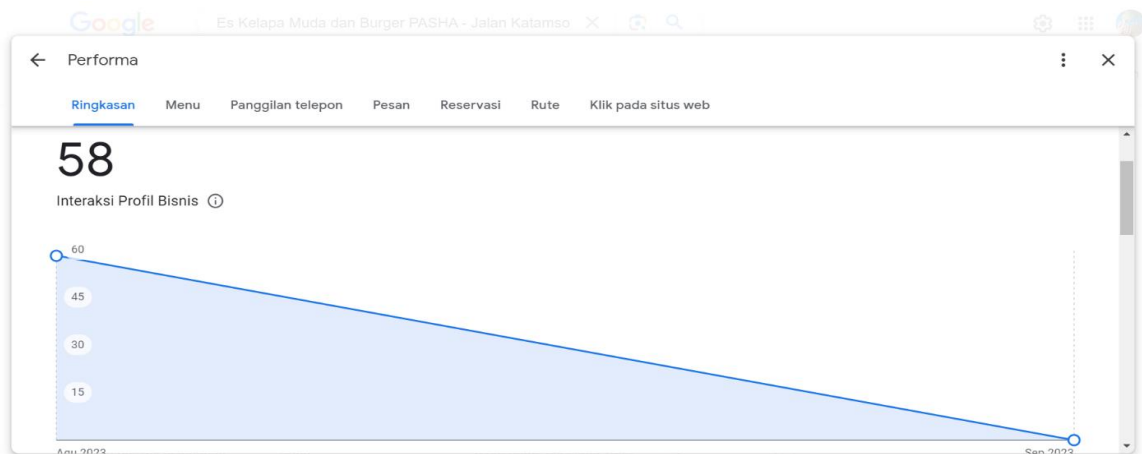 Google Es Kelapa Muda dan Burger PASHA - Jalan Katamso
Performa
Ringkasan Menu Panggilan telepon Pesan Reservasi Rute Klik pada situs web
58
Interaksi Profil Bisnis
60
45
30
15
Agu 2023 Sep 2023